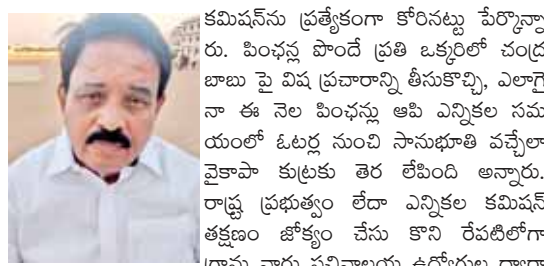 కమిషన్‌ను ప్రత్యేకంగా కోరినట్టు పేర్కొన్నా
రు. పింఛన్ల పొందే ప్రతి ఒక్కరిలో చంద్ర
బాబు పై విష ప్రచారాన్ని తీసుకొచ్చి, ఎలాగై
నా ఈ నెల పింఛన్లు ఆపి ఎన్నికల సమ
యంలో ఓటర్ల నుంచి సానుభూతి వచ్చేలా
వైకాపా కుట్రకు తెర లేపింది అన్నారు.
రాష్ట్ర ప్రభుత్వం లేదా ఎన్నికల కమిషన్
తక్షణం జోక్యం చేసు కొని రేపటిలోగా